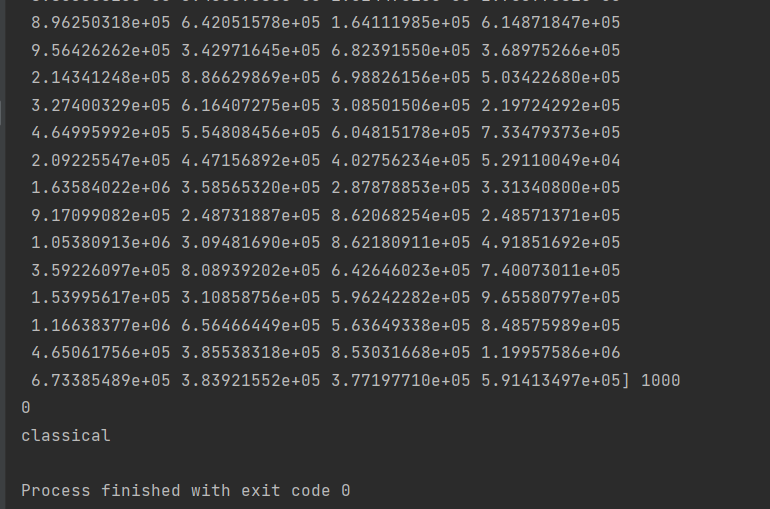 8.96250318e+05 6.42051578e+05 1.64111985e+05 6.14871847e+05
9.56426262e+05 3.42971645e+05 6.82391550e+05 3.68975266e+05
2.14341248e+05 8.86629869e+05 6.98826156e+05 5.03422680e+05
3.27400329e+05 6.16407275e+05 3.08501506e+05 2.19724292e+05
4.64995992e+05 5.54808456e+05 6.04815178e+05 7.33479373e+05
2.09225547e+05 4.47156892e+05 4.02756234e+05 5.29110049e+04
1.63584022e+06 3.58565320e+05 2.87878853e+05 3.31340800e+05
9.17099082e+05 2.48731887e+05 8.62068254e+05 2.48571371e+05
1.05380913e+06 3.09481690e+05 8.62180911e+05 4.91851692e+05
3.59226097e+05 8.08939202e+05 6.42646023e+05 7.40073011e+05
1.53995617e+05 3.10858756e+05 5.96242282e+05 9.65580797e+05
1.16638377e+06 6.56466449e+05 5.63649338e+05 8.48575989e+05
4.65061756e+05 3.85538318e+05 8.53031668e+05 1.19957586e+06
6.73385489e+05 3.83921552e+05 3.77197710e+05 5.91413497e+05] 1000
0
classical
Process finished with exit code 0